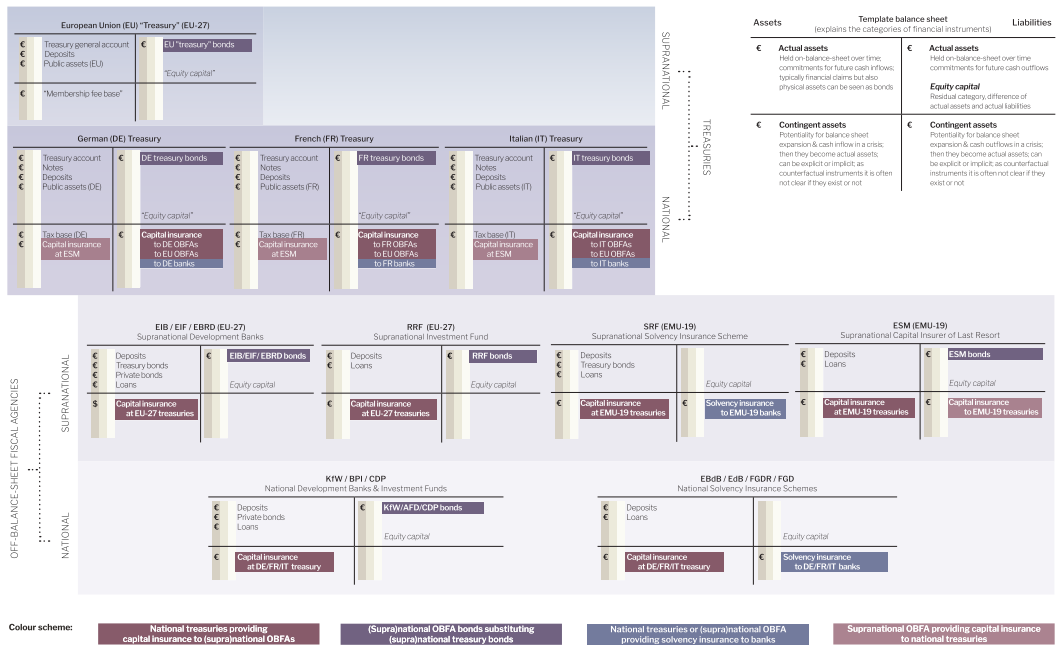 European Union (EU) “Treasury” (EU-27)
€ Treasury general account
€ Deposits
€ Public assets (EU)
€ EU “treasury” bonds
“Equity capital”
€ “Membership fee base”
SUPRANATIONAL
TREASURIES
NATIONAL
Assets
Template balance sheet
(explains the categories of financial instruments)
Liabilities
€ Actual assets
Held on-balance-sheet over time;
commitments for future cash inflows;
typically financial claims but also
physical assets can be seen as bonds
€ Actual assets
Held on-balance-sheet over time
commitments for future cash outflows
Equity capital
Residual category, difference of
actual assets and actual liabilities
€ Contingent assets
Potentiality for balance sheet
expansion & cash inflow in a crisis;
then they become actual assets;
can be explicit or implicit; as
counterfactual instruments it is often
not clear if they exist or not
€ Contingent assets
Potentiality for balance sheet
expansion & cash outflows in a crisis;
then they become actual assets; can
be explicit or implicit; as counterfactual
instruments it is often not clear if they
exist or not
German (DE) Treasury
€ Treasury account
€ Notes
€ Deposits
€ Public assets (DE)
€ DE treasury bonds
“Equity capital”
€ Tax base (DE)
€ Capital insurance
at ESM
€ Capital insurance
to DE OBFAs
to EU OBFAs
to DE banks
French (FR) Treasury
€ Treasury account
€ Notes
€ Deposits
€ Public assets (FR)
€ FR treasury bonds
“Equity capital”
€ Tax base (FR)
€ Capital insurance
at ESM
€ Capital insurance
to FR OBFAs
to EU OBFAs
to FR banks
Italian (IT) Treasury
€ Treasury account
€ Notes
€ Deposits
€ Public assets (IT)
€ IT treasury bonds
“Equity capital”
€ Tax base (IT)
€ Capital insurance
at ESM
€ Capital insurance
to IT OBFAs
to EU OBFAs
to IT banks
OFF-BALANCE-SHEET FISCAL AGENCIES
SUPRANATIONAL
NATIONAL
EIB / EIF / EBRD (EU-27)
Supranational Development Banks
€ Deposits
€ Treasury bonds
€ Private bonds
€ Loans
€ EIB/EIF/ EBRD bonds
Equity capital
$ Capital insurance
at EU-27 treasuries
RRF (EU-27)
Supranational Investment Fund
€ Deposits
€ Loans
€ RRF bonds
Equity capital
€ Capital insurance
at EU-27 treasuries
SRF (EMU-19)
Supranational Solvency Insurance Scheme
€ Deposits
€ Treasury bonds
€ Loans
Equity capital
€ Capital insurance
at EMU-19 treasuries
€ Solvency insurance
to EMU-19 banks
ESM (EMU-19)
Supranational Capital Insurer of Last Resort
€ Deposits
€ Loans
€ ESM bonds
Equity capital
€ Capital insurance
at EMU-19 treasuries
€ Capital insurance
to EMU-19 treasuries
KfW / BPI / CDP
National Development Banks & Investment Funds
€ Deposits
€ Private bonds
€ Loans
€ KfW/AFD/CDP bonds
Equity capital
€ Capital insurance
at DE/FR/IT treasury
EBdB / EdB / FGDR / FGD
National Solvency Insurance Schemes
€ Deposits
€ Loans
Equity capital
€ Capital insurance
at DE/FR/IT treasury
€ Solvency insurance
to DE/FR/IT banks
Colour scheme:
National treasuries providing
capital insurance to (supra)national OBFAs
(Supra)national OBFA bonds substituting
(supra)national treasury bonds
National treasuries or (supra)national OBFA
providing solvency insurance to banks
Supranational OBFA providing capital insurance
to national treasuries